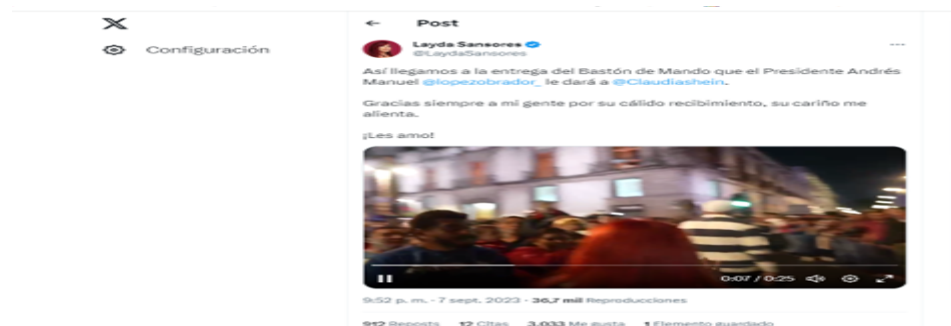 Post
Configuración
Layda Sansores
@LaydaSansores
Así llegamos a la entrega del Bastón de Mando que el Presidente Andrés
Manuel @lopezobrador_ le dará a @Claudiashein.
Gracias siempre a mi gente por su cálido recibimiento, su cariño me
alienta.
¡Les amo!
0:07 / 0:25
9:52 p. m. · 7 sept. 2023 · 36,7 mil Reproducciones
912 Reposts 12 Citas 3.033 Me gusta 1 Elemento guardado